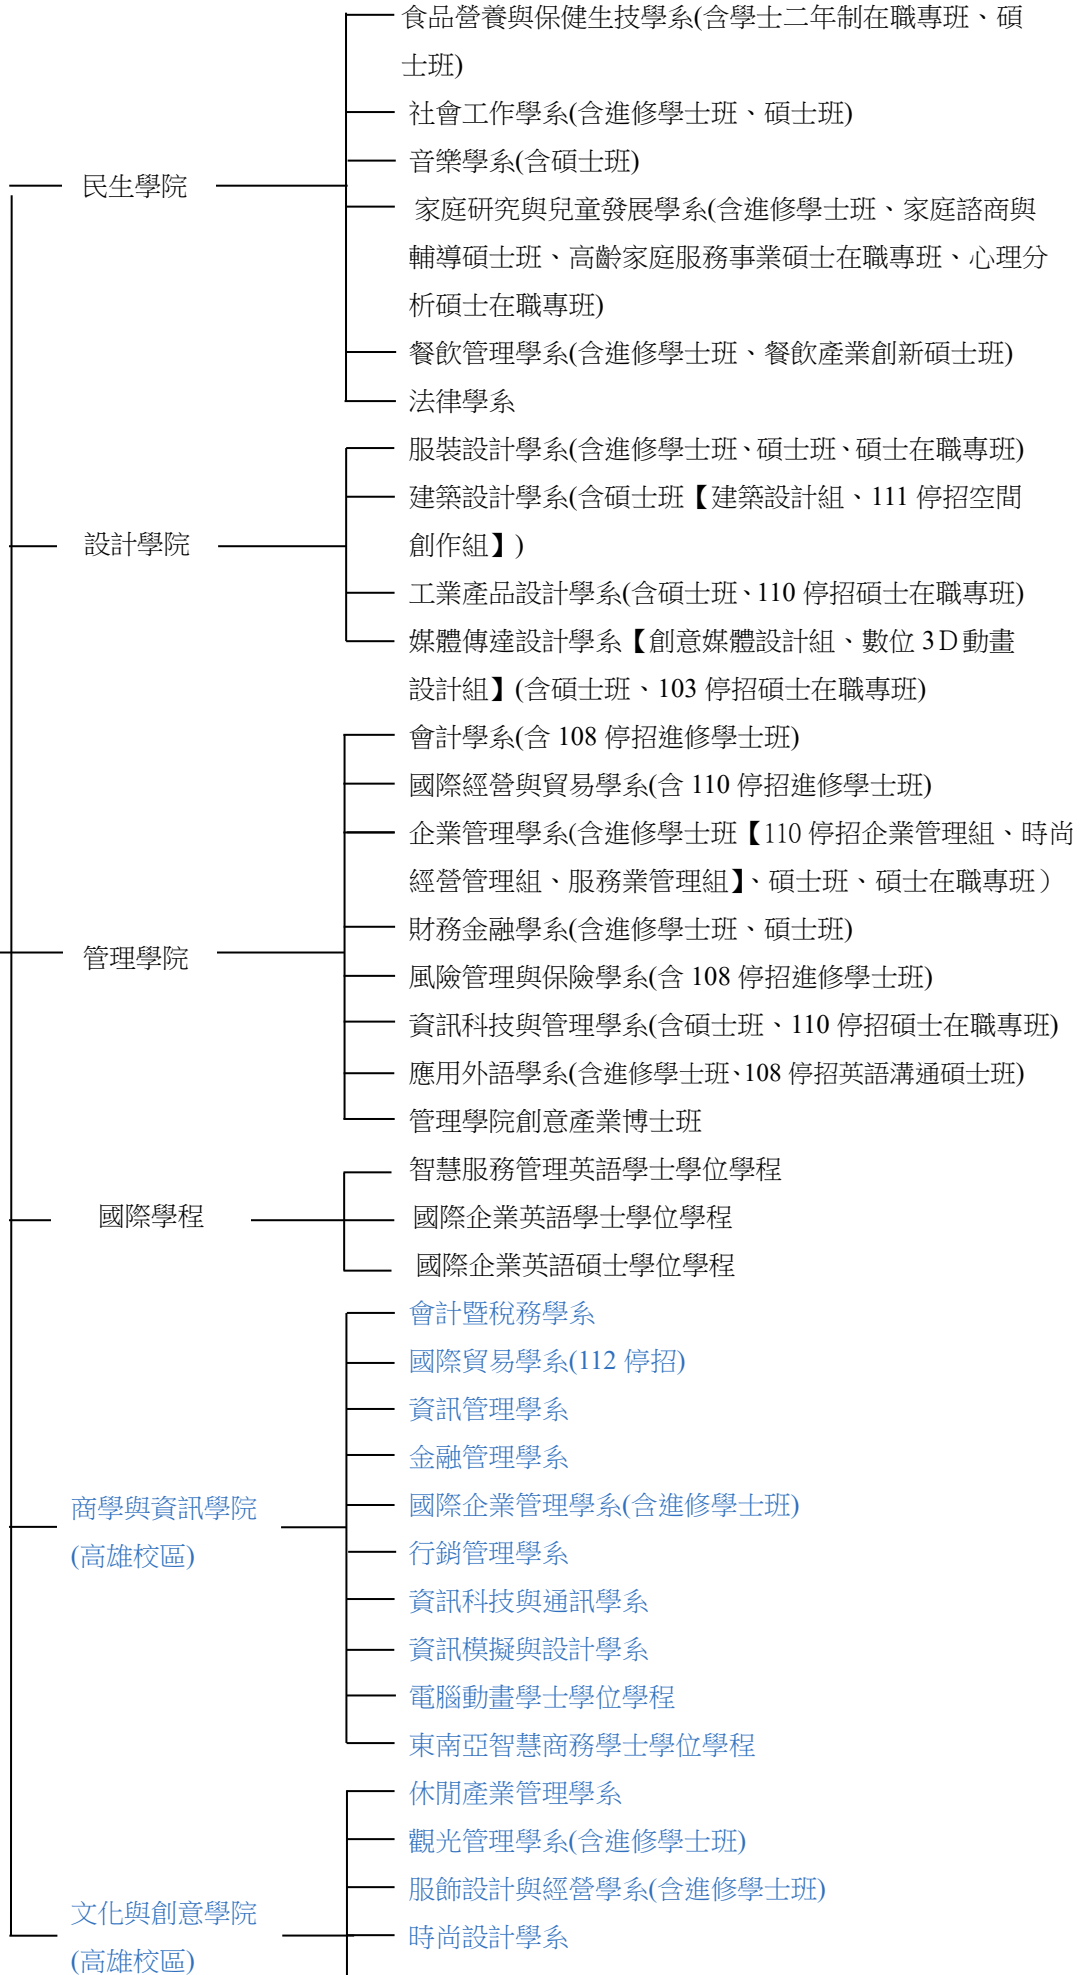 食品營養與保健生技學系(含學士二年制在職專班、碩
士班)
社會工作學系(含進修學士班、碩士班)
音樂學系(含碩士班)
民生學院
家庭研究與兒童發展學系(含進修學士班、家庭諮商與
輔導碩士班、高齡家庭服務事業碩士在職專班、心理分
析碩士在職專班)
餐飲管理學系(含進修學士班、餐飲產業創新碩士班)
法律學系
服裝設計學系(含進修學士班、碩士班、碩士在職專班)
建築設計學系(含碩士班【建築設計組、111 停招空間
設計學院
創作組】)
工業產品設計學系(含碩士班、110 停招碩士在職專班)
媒體傳達設計學系【創意媒體設計組、數位 3D動畫
設計組】(含碩士班、103 停招碩士在職專班)
會計學系(含 108 停招進修學士班)
國際經營與貿易學系(含 110 停招進修學士班)
企業管理學系(含進修學士班【110 停招企業管理組、時尚
經營管理組、服務業管理組】、碩士班、碩士在職專班）
財務金融學系(含進修學士班、碩士班)
管理學院
風險管理與保險學系(含 108 停招進修學士班)
資訊科技與管理學系(含碩士班、110 停招碩士在職專班)
應用外語學系(含進修學士班、108 停招英語溝通碩士班)
管理學院創意產業博士班
智慧服務管理英語學士學位學程
國際學程
國際企業英語學士學位學程
國際企業英語碩士學位學程
會計暨稅務學系
國際貿易學系(112 停招)
資訊管理學系
金融管理學系
商學與資訊學院
(高雄校區)
國際企業管理學系(含進修學士班)
行銷管理學系
資訊科技與通訊學系
資訊模擬與設計學系
電腦動畫學士學位學程
東南亞智慧商務學士學位學程
休閒產業管理學系
觀光管理學系(含進修學士班)
服飾設計與經營學系(含進修學士班)
文化與創意學院
(高雄校區)
時尚設計學系